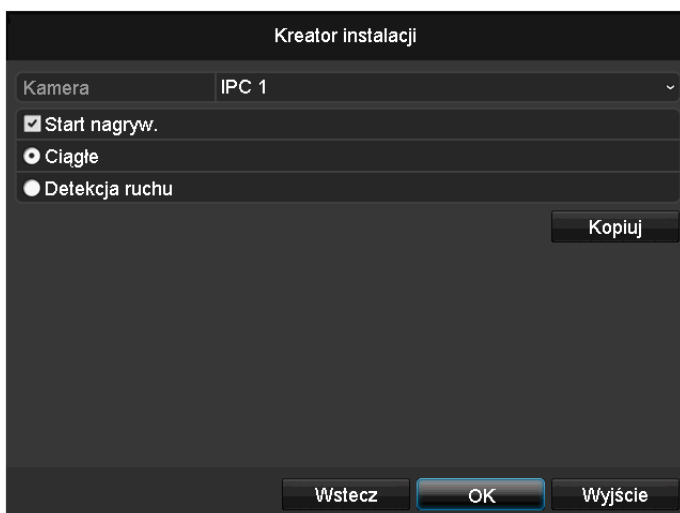 Kreator instalacji
Kamera IPC 1
Start nagryw.
Ciągłe
Detekcja ruchu
Kopiuj
Wstecz OK Wyjście